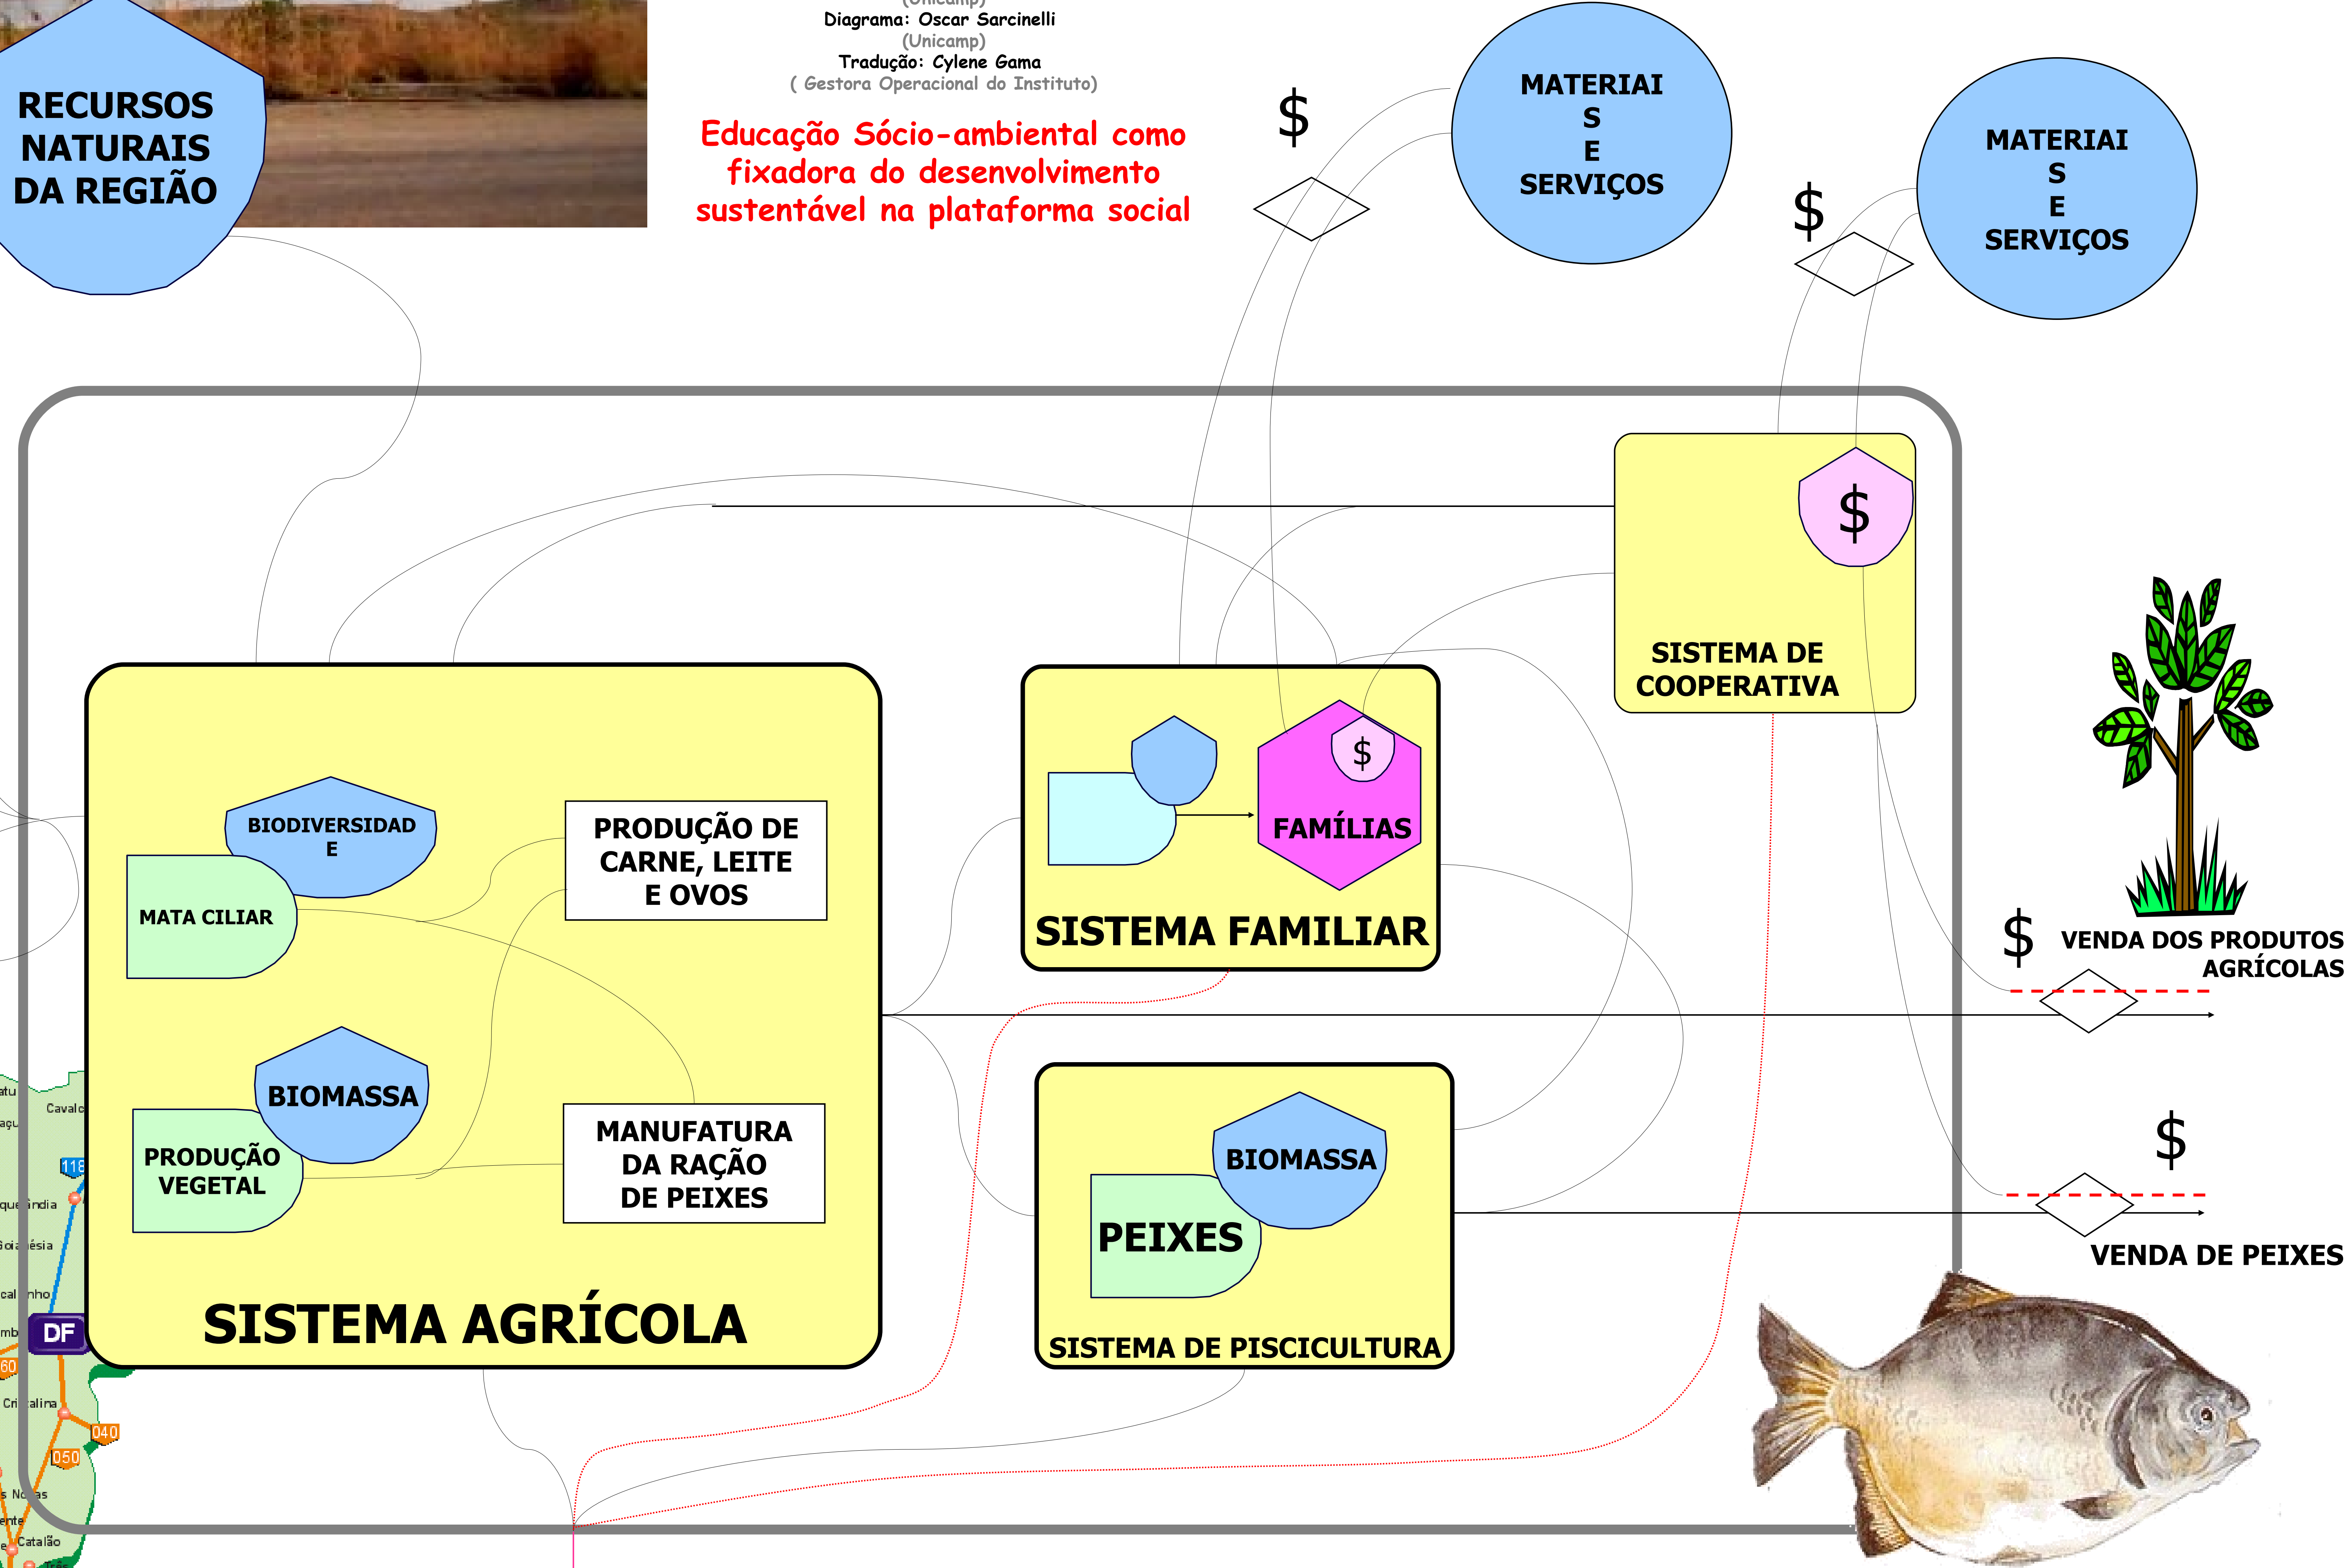 (Unicamp)
Diagrama: Oscar Sarcinelli
(Unicamp)
Tradução: Cylene Gama
( Gestora Operacional do Instituto)
Educação Sócio-ambiental como
fixadora do desenvolvimento
sustentável na plataforma social
RECURSOS
NATURAIS
DA REGIÃO
$
MATERIAI
S
E
SERVIÇOS
$
MATERIAI
S
E
SERVIÇOS
$
SISTEMA DE
COOPERATIVA
BIODIVERSIDAD
E
MATA CILIAR
PRODUÇÃO DE
CARNE, LEITE
E OVOS
BIOMASSA
PRODUÇÃO
VEGETAL
MANUFATURA
DA RAÇÃO
DE PEIXES
SISTEMA AGRÍCOLA
$
FAMÍLIAS
SISTEMA FAMILIAR
BIOMASSA
PEIXES
SISTEMA DE PISCICULTURA
$
VENDA DOS PRODUTOS
AGRÍCOLAS
$
VENDA DE PEIXES
Cavalc
118
DF
60
Cristalina
040
050
Catalão